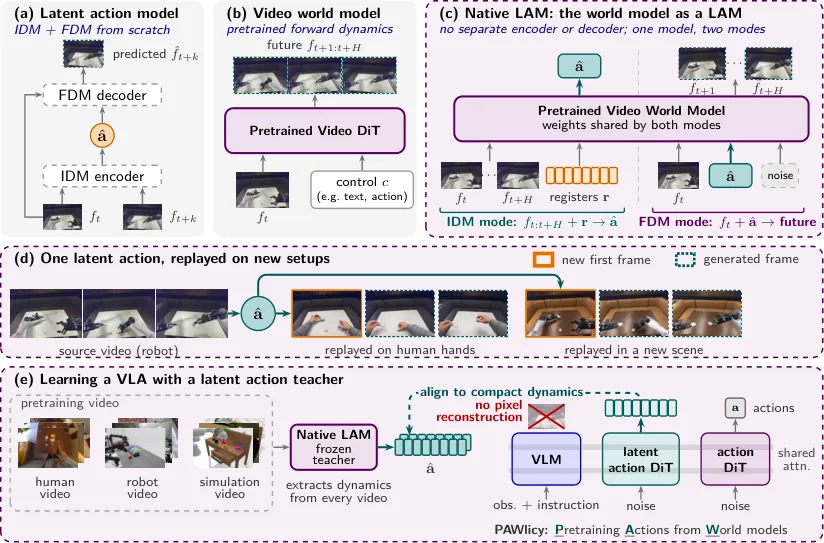 (a) Latent action model
IDM + FDM from scratch
predicted f̂ₜ₊ₖ
FDM decoder
â
IDM encoder
fₜ
fₜ₊ₖ
(b) Video world model
pretrained forward dynamics
future fₜ₊₁:ₜ₊H
Pretrained Video DiT
fₜ
control c
(e.g. text, action)
(c) Native LAM: the world model as a LAM
no separate encoder or decoder; one model, two modes
â
fₜ₊₁
fₜ₊H
Pretrained Video World Model
weights shared by both modes
fₜ
fₜ₊H
registers r
fₜ
â
noise
IDM mode: fₜ:ₜ₊H + r → â
FDM mode: fₜ + â → future
(d) One latent action, replayed on new setups
new first frame
generated frame
â
source video (robot)
replayed on human hands
replayed in a new scene
(e) Learning a VLA with a latent action teacher
pretraining video
human
video
robot
video
simulation
video
Native LAM
frozen
teacher
extracts dynamics
from every video
â
align to compact dynamics
no pixel
reconstruction
a
actions
VLM
latent
action DiT
action
DiT
shared
attn.
obs. + instruction
noise
noise
PAWlicy: Pretraining Actions from World models